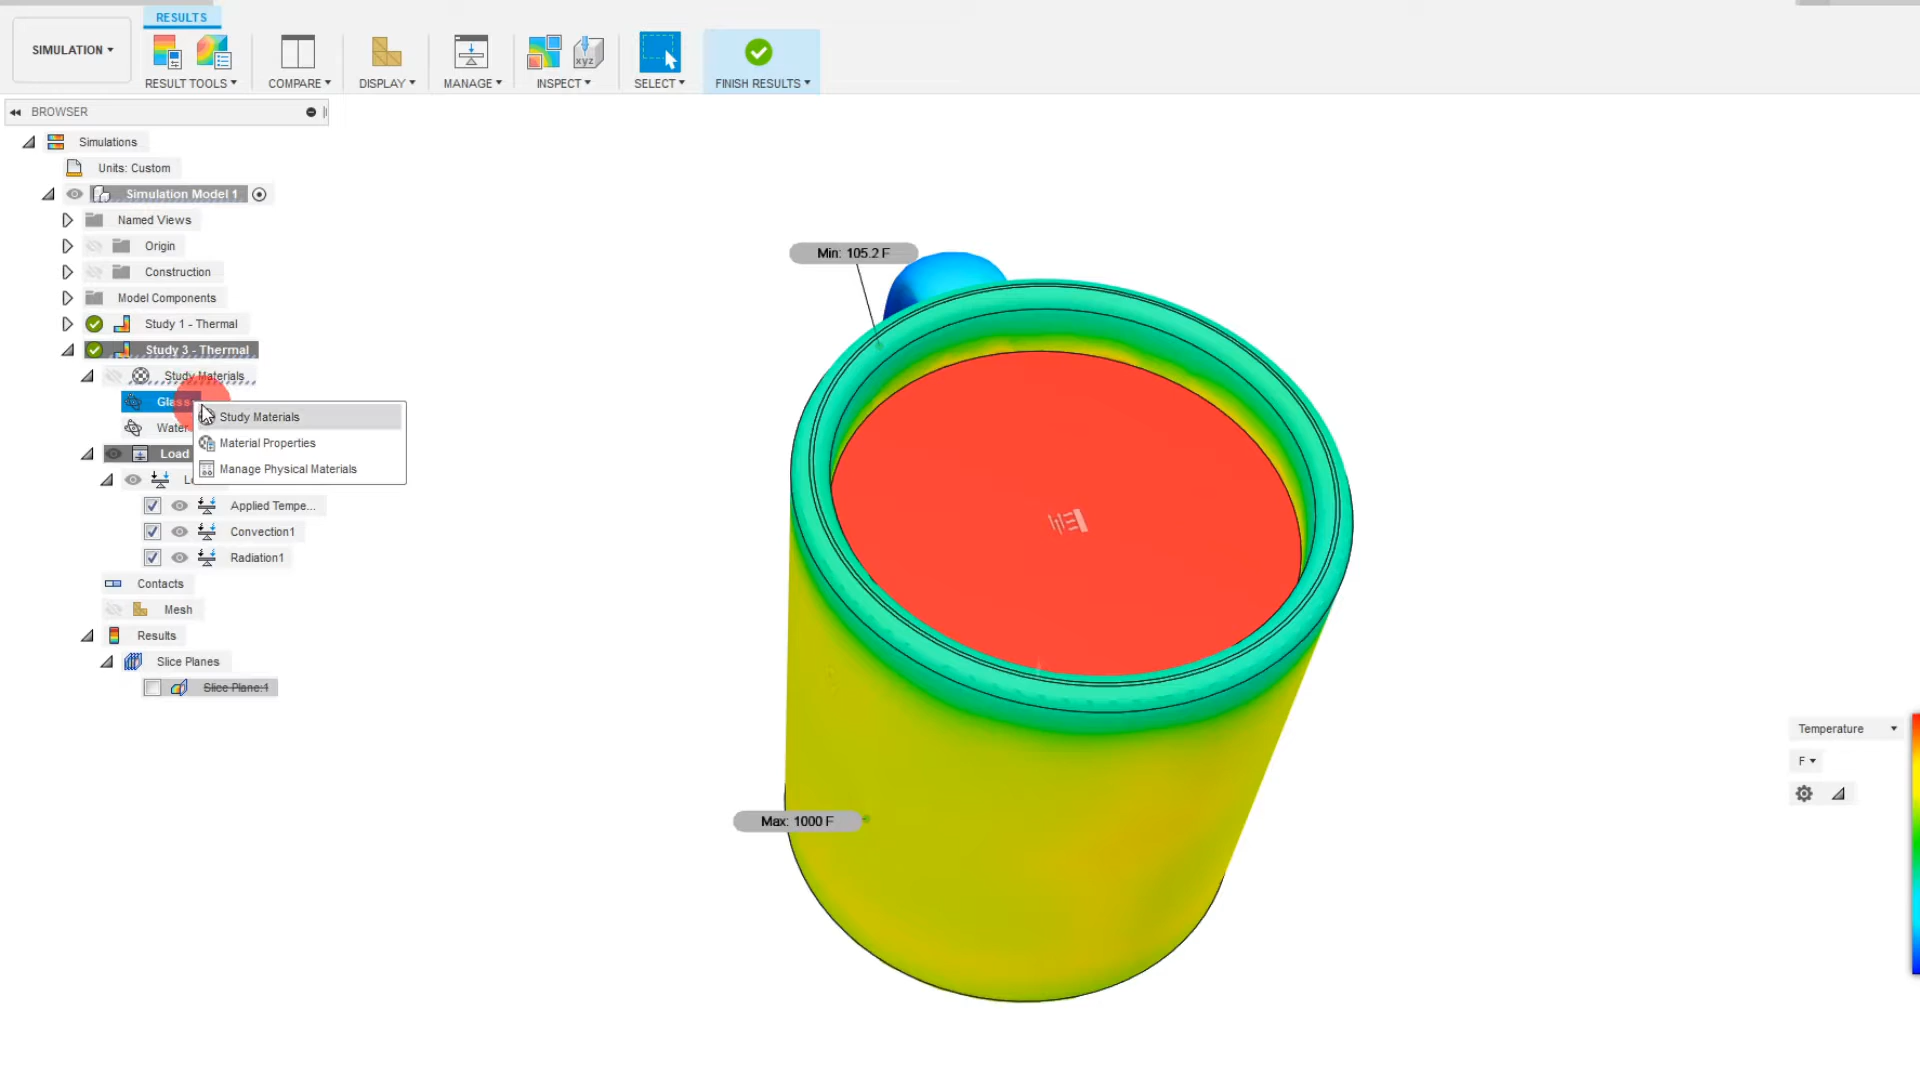 RESULTS
SIMULATION
RESULT TOOLS
COMPARE
DISPLAY
MANAGE
INSPECT
SELECT
FINISH RESULTS
xyz
BROWSER
Simulations
Units: Custom
Simulation Model 1
Named Views
Origin
Construction
Model Components
Study 1 - Thermal
Study 3 - Thermal
Study Materials
Glass
Study Materials
Water
Material Properties
Load
Manage Physical Materials
Applied Tempe...
Convection1
Radiation1
Contacts
Mesh
Results
Slice Planes
Slice Plane:1
Min: 105.2 F
Max: 1000 F
Temperature
F